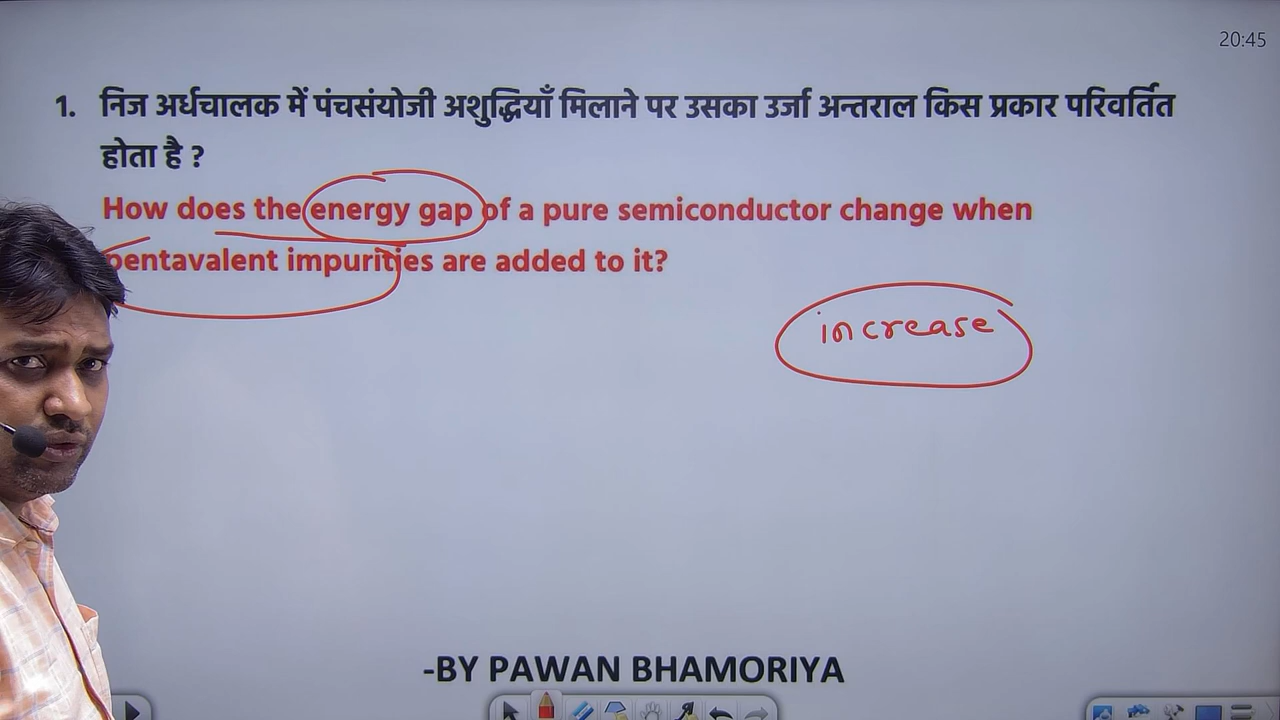 20:45
1. निज अर्धचालक में पंचसंयोजी अशुद्धियाँ मिलाने पर उसका उर्जा अन्तराल किस प्रकार परिवर्तित
होता है ?
How does the energy gap of a pure semiconductor change when
pentavalent impurities are added to it?
increase
-BY PAWAN BHAMORIYA